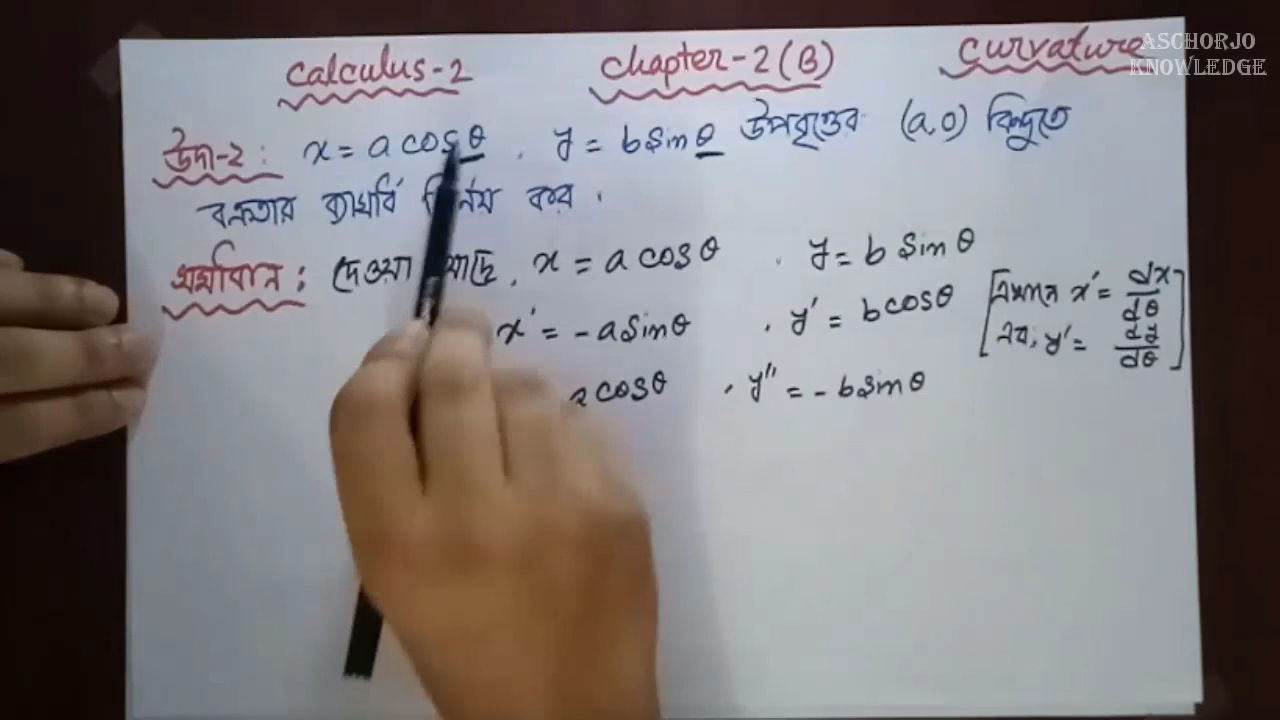 Calculus-2 Chapter-2(B) Curvature
ASCHORJO
KNOWLEDGE
উদা-২: x = a cosθ , y = b sinθ উপবৃত্তের (a,0) বিন্দুতে
বক্রতার ব্যাসার্ধ কর .
সমাধান: দেওয়া আছে, x = a cosθ , y = b sinθ
x' = -a sinθ , y' = b cosθ [এখানে x' = dx/dθ
এবং, y' = dy/dθ]
cosθ , y'' = - b sinθ